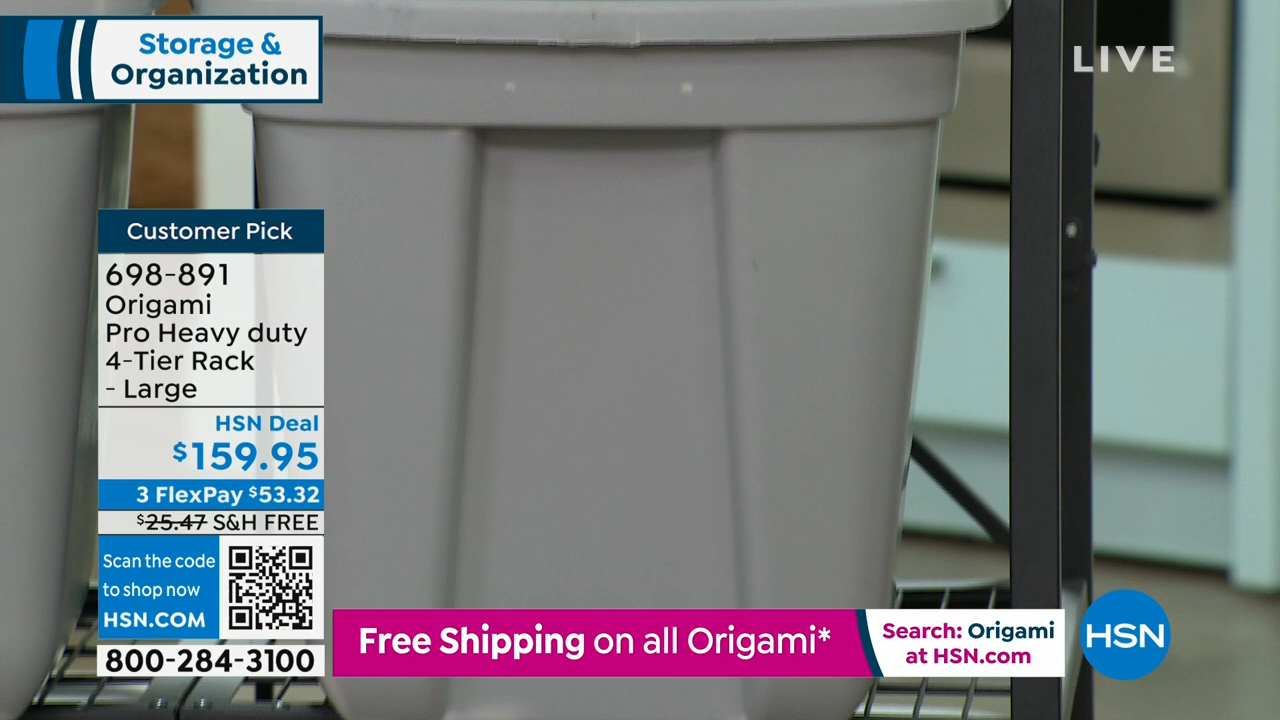 Storage &
Organization
LIVE
Customer Pick
698-891
Origami
Pro Heavy duty
4-Tier Rack
- Large
HSN Deal
$159.95
3 FlexPay $53.32
$25.47 S&H FREE
Scan the code
to shop now
HSN.COM
800-284-3100
Free Shipping on all Origami*
Search: Origami
at HSN.com
HSN